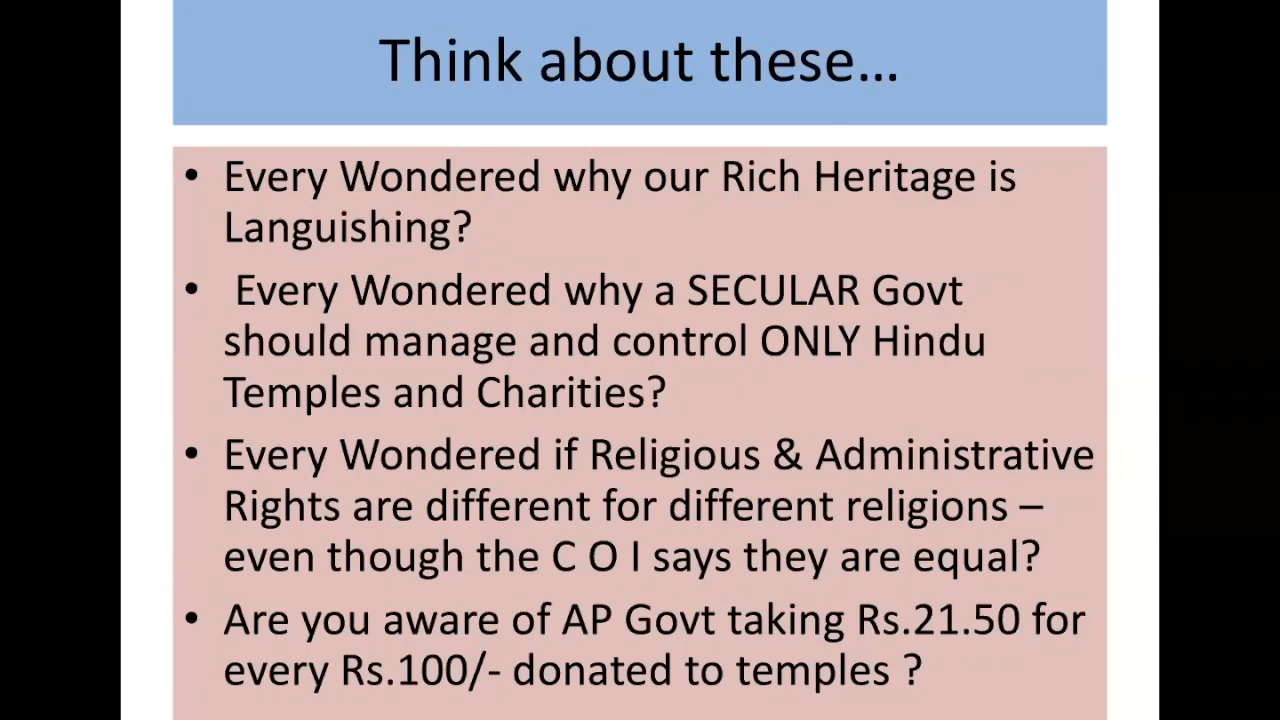 Think about these...
• Every Wondered why our Rich Heritage is
Languishing?
• Every Wondered why a SECULAR Govt
should manage and control ONLY Hindu
Temples and Charities?
• Every Wondered if Religious & Administrative
Rights are different for different religions –
even though the C O I says they are equal?
• Are you aware of AP Govt taking Rs.21.50 for
every Rs.100/- donated to temples ?